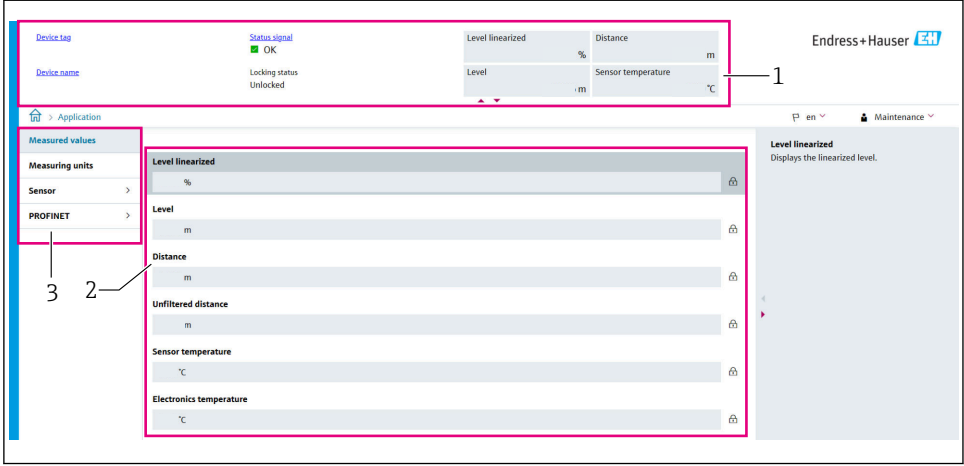 Device tag
Status signal
OK
Level linearized
%
Distance
m
Endress+Hauser EH
Device name
Locking status
Unlocked
Level
m
Sensor temperature
°C
1
> Application
en
Maintenance
Measured values
Measuring units
Sensor >
PROFINET >
3
2
Level linearized
%
Level
m
Distance
m
Unfiltered distance
m
Sensor temperature
°C
Electronics temperature
°C
Level linearized
Displays the linearized level.